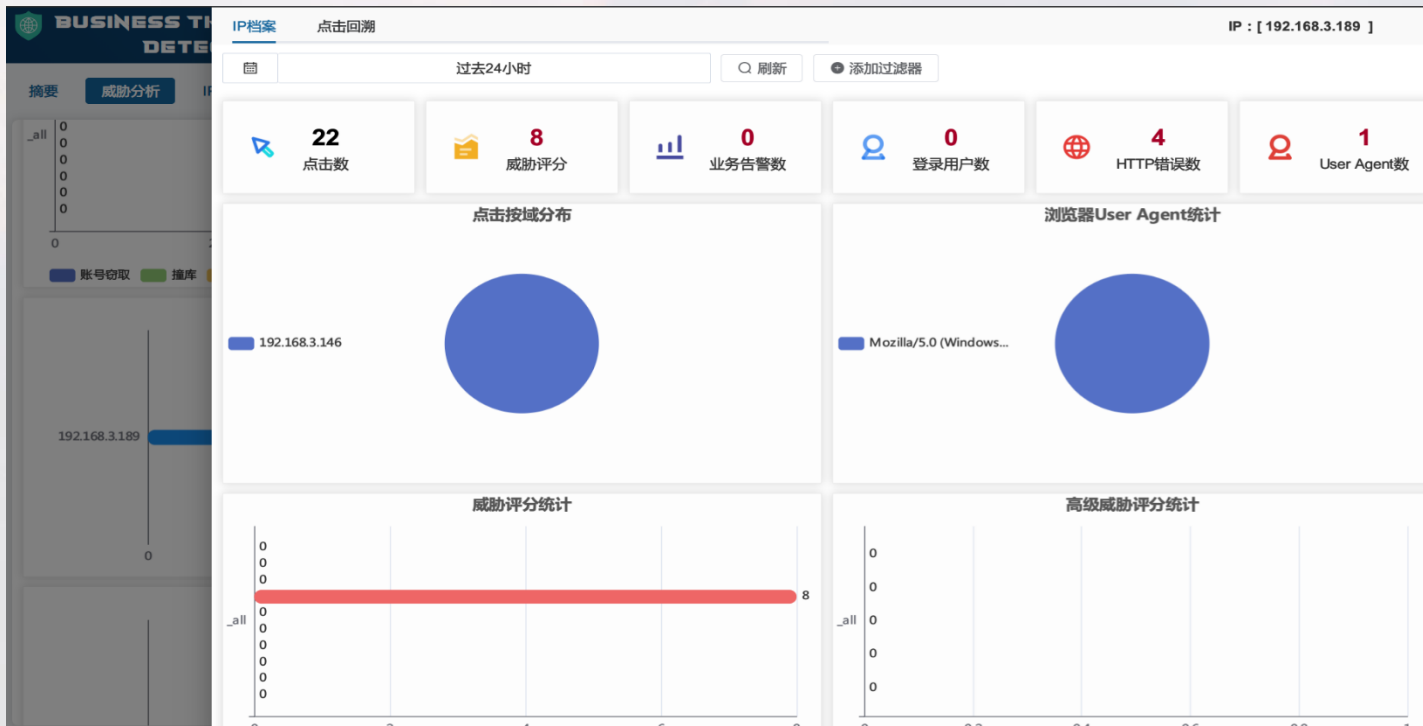 BUSINESS TH
DETE
摘要
威胁分析
IP档案
点击回溯
IP：[ 192.168.3.189 ]
过去24小时
刷新
添加过滤器
22
点击数
8
威胁评分
0
业务告警数
0
登录用户数
4
HTTP错误数
1
User Agent数
_all
0
0
0
0
0
0
0
账号窃取
撞库
192.168.3.189
0
点击按域分布
192.168.3.146
浏览器User Agent统计
Mozilla/5.0 (Windows...
威胁评分统计
_all
0
0
0
8
0
0
0
0
0
0
高级威胁评分统计
_all
0
0
0
0
0